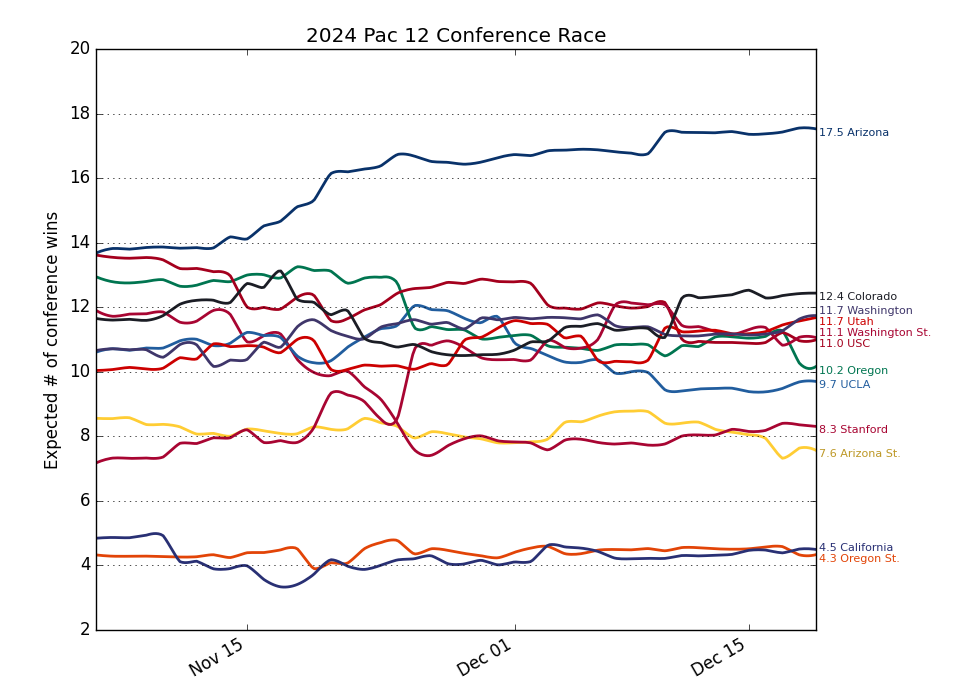 2024 Pac 12 Conference Race
Expected # of conference wins
20
18
16
14
12
10
8
6
4
2
Nov 15
Dec 01
Dec 15
17.5 Arizona
12.4 Colorado
11.7 Washington
11.7 Utah
11.1 Washington St.
11.0 USC
10.2 Oregon
9.7 UCLA
8.3 Stanford
7.6 Arizona St.
4.5 California
4.3 Oregon St.